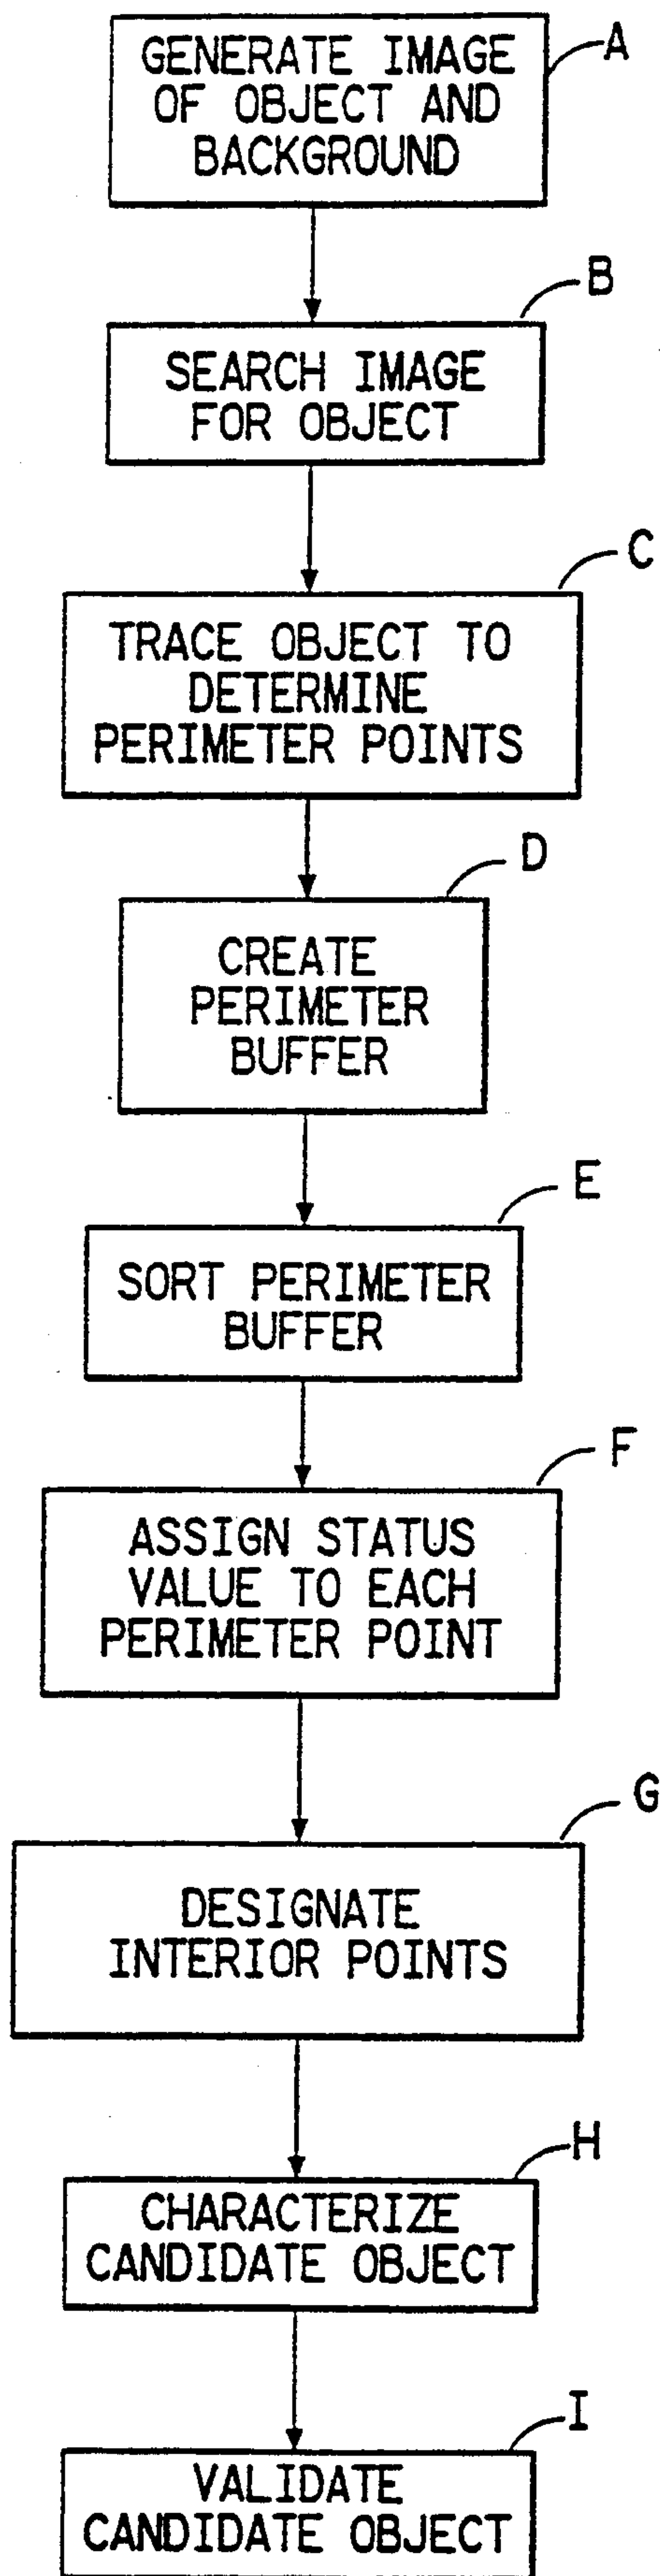 A
GENERATE IMAGE
OF OBJECT AND
BACKGROUND
B
SEARCH IMAGE
FOR OBJECT
C
TRACE OBJECT TO
DETERMINE
PERIMETER POINTS
D
CREATE
PERIMETER
BUFFER
E
SORT PERIMETER
BUFFER
F
ASSIGN STATUS
VALUE TO EACH
PERIMETER POINT
G
DESIGNATE
INTERIOR POINTS
H
CHARACTERIZE
CANDIDATE OBJECT
I
VALIDATE
CANDIDATE OBJECT